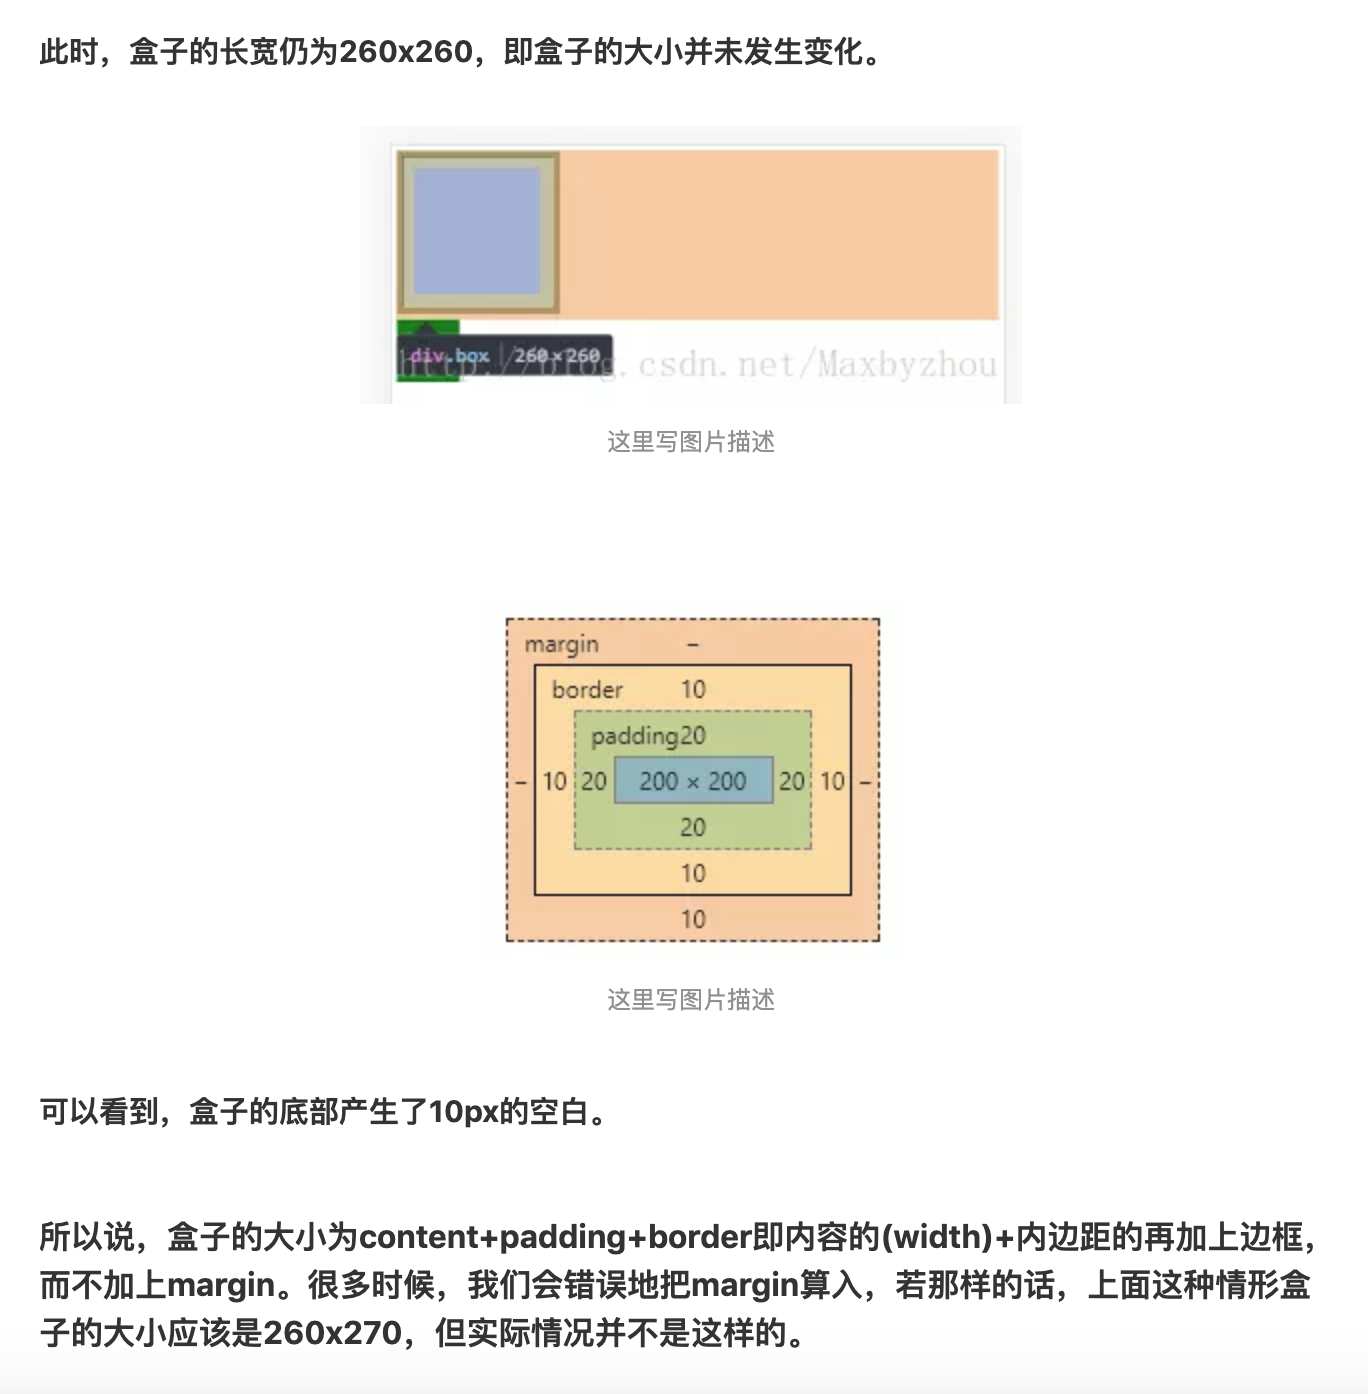 此时，盒子的长宽仍为260x260，即盒子的大小并未发生变化。
div.box 260×260
http://blog.csdn.net/Maxbyzhou
这里写图片描述
margin –
border 10
padding20
– 10 20 200 × 200 20 10 –
20
10
10
这里写图片描述
可以看到，盒子的底部产生了10px的空白。
所以说，盒子的大小为content+padding+border即内容的(width)+内边距的再加上边框，
而不加上margin。很多时候，我们会错误地把margin算入，若那样的话，上面这种情形盒
子的大小应该是260x270，但实际情况并不是这样的。